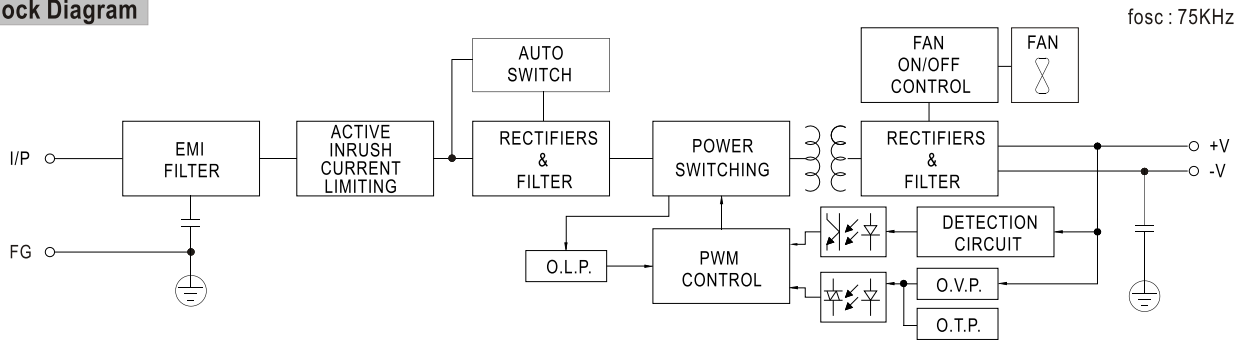 ock Diagram
fosc : 75KHz
AUTO
SWITCH
FAN
ON/OFF
CONTROL
FAN
I/P
EMI
FILTER
ACTIVE
INRUSH
CURRENT
LIMITING
RECTIFIERS
&
FILTER
POWER
SWITCHING
RECTIFIERS
&
FILTER
+V
-V
FG
O.L.P.
PWM
CONTROL
DETECTION
CIRCUIT
O.V.P.
O.T.P.